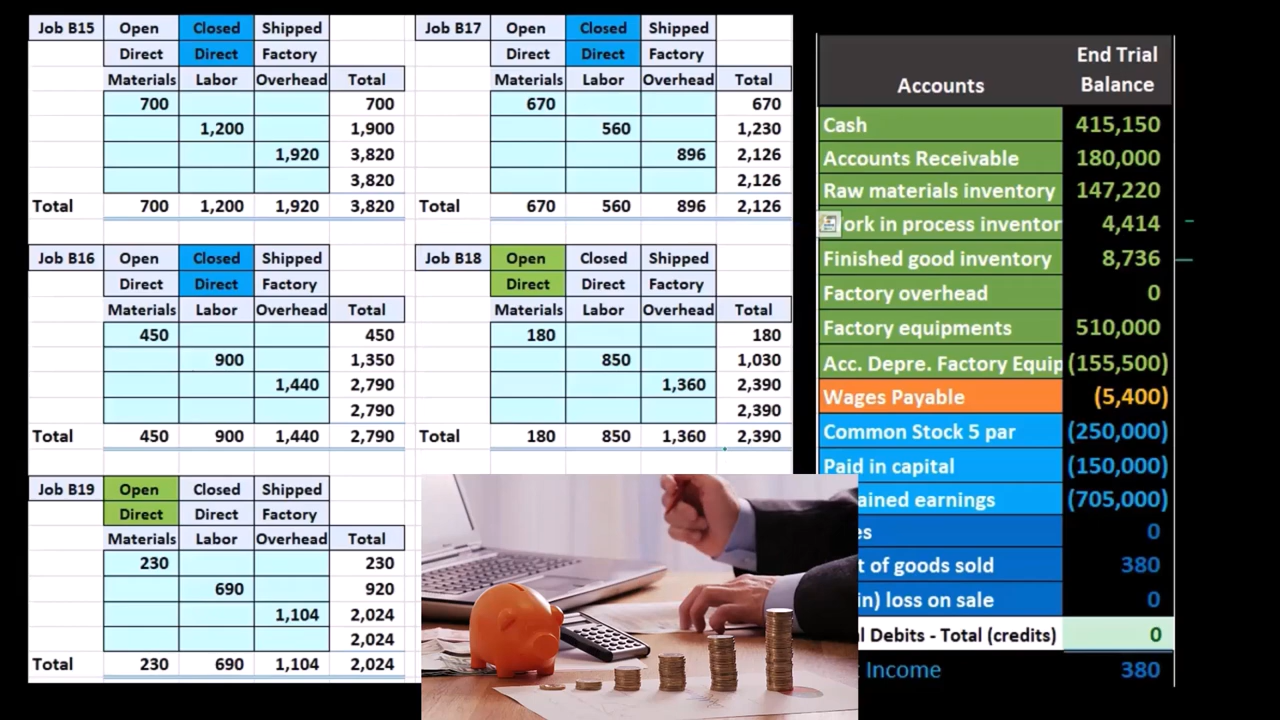 Job B15 Open Closed Shipped
Direct Direct Factory
Materials Labor Overhead Total
700 700
1,200 1,900
1,920 3,820
3,820
Total 700 1,200 1,920 3,820
Job B17 Open Closed Shipped
Direct Direct Factory
Materials Labor Overhead Total
670 670
560 1,230
896 2,126
2,126
Total 670 560 896 2,126
Job B16 Open Closed Shipped
Direct Direct Factory
Materials Labor Overhead Total
450 450
900 1,350
1,440 2,790
2,790
Total 450 900 1,440 2,790
Job B18 Open Closed Shipped
Direct Direct Factory
Materials Labor Overhead Total
180 180
850 1,030
1,360 2,390
2,390
Total 180 850 1,360 2,390
Job B19 Open Closed Shipped
Direct Direct Factory
Materials Labor Overhead Total
230 230
690 920
1,104 2,024
2,024
Total 230 690 1,104 2,024
End Trial
Accounts Balance
Cash 415,150
Accounts Receivable 180,000
Raw materials inventory 147,220
ork in process inventor 4,414
Finished good inventory 8,736
Factory overhead 0
Factory equipments 510,000
Acc. Depre. Factory Equip (155,500)
Wages Payable (5,400)
Common Stock 5 par (250,000)
Paid in capital (150,000)
ained earnings (705,000)
es 0
t of goods sold 380
in) loss on sale 0
l Debits - Total (credits) 0
Income 380